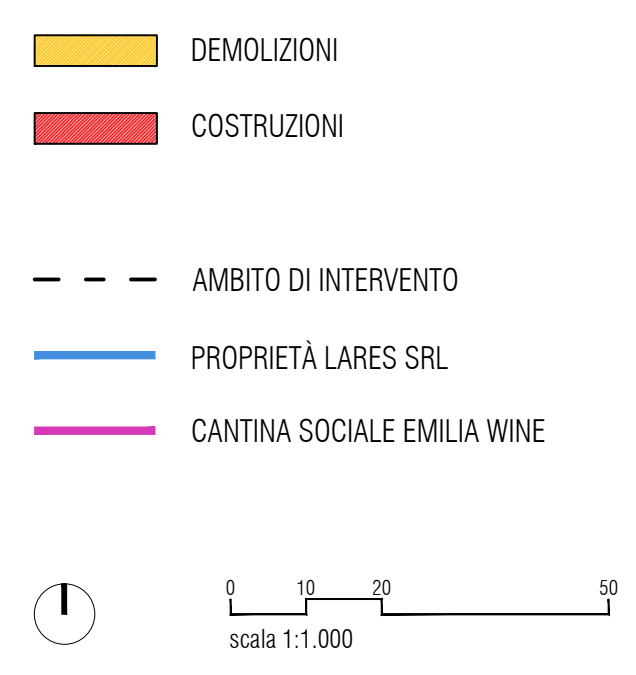 DEMOLIZIONI
COSTRUZIONI
AMBITO DI INTERVENTO
PROPRIETÀ LARES SRL
CANTINA SOCIALE EMILIA WINE
0 10 20 50
scala 1:1.000